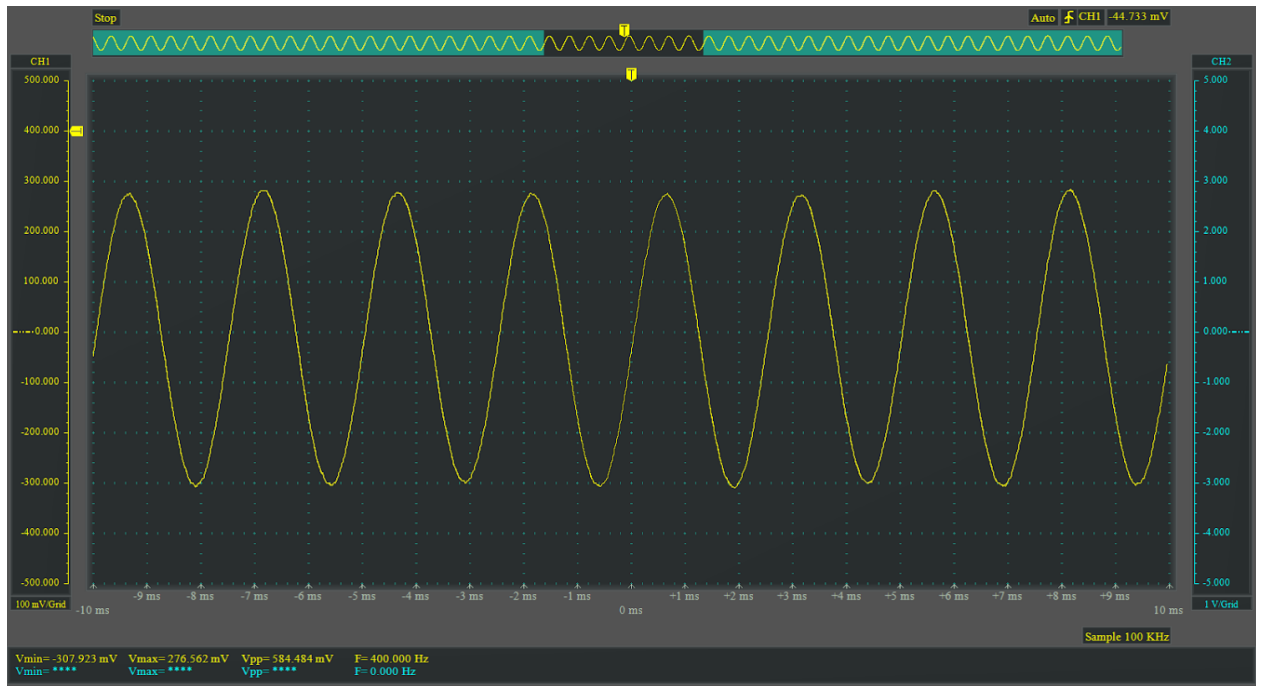 Stop
Auto CH1 -44.733 mV
T
T
CH1
500.000
400.000
300.000
200.000
100.000
0.000
-100.000
-200.000
-300.000
-400.000
-500.000
100 mV/Grid
CH2
5.000
4.000
3.000
2.000
1.000
0.000
-1.000
-2.000
-3.000
-4.000
-5.000
1 V/Grid
-9 ms -8 ms -7 ms -6 ms -5 ms -4 ms -3 ms -2 ms -1 ms +1 ms +2 ms +3 ms +4 ms +5 ms +6 ms +7 ms +8 ms +9 ms
-10 ms 0 ms 10 ms
Sample 100 KHz
Vmin= -307.923 mV Vmax= 276.562 mV Vpp= 584.484 mV F= 400.000 Hz
Vmin= **** Vmax= **** Vpp= **** F= 0.000 Hz